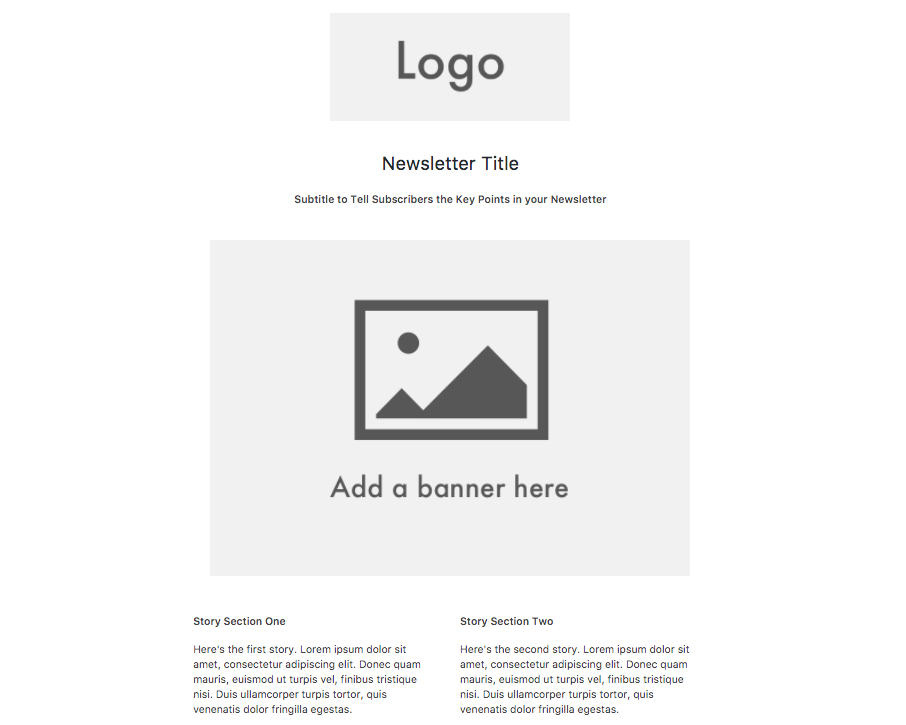 Logo
Newsletter Title
Subtitle to Tell Subscribers the Key Points in your Newsletter
Add a banner here
Story Section One
Here's the first story. Lorem ipsum dolor sit
amet, consectetur adipiscing elit. Donec quam
mauris, euismod ut turpis vel, finibus tristique
nisi. Duis ullamcorper turpis tortor, quis
venenatis dolor fringilla egestas.
Story Section Two
Here's the second story. Lorem ipsum dolor sit
amet, consectetur adipiscing elit. Donec quam
mauris, euismod ut turpis vel, finibus tristique
nisi. Duis ullamcorper turpis tortor, quis
venenatis dolor fringilla egestas.